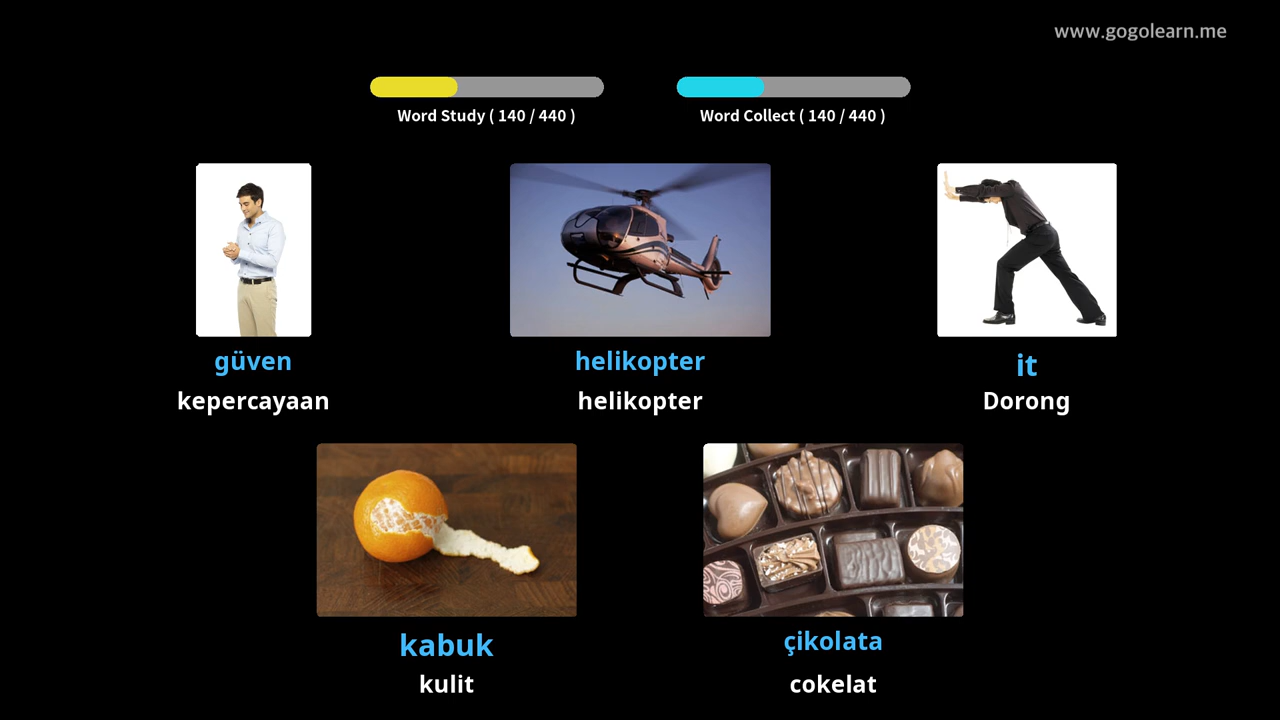 www.gogolearn.me
Word Study ( 140 / 440 )
Word Collect ( 140 / 440 )
güven
kepercayaan
helikopter
helikopter
it
Dorong
kabuk
kulit
çikolata
cokelat